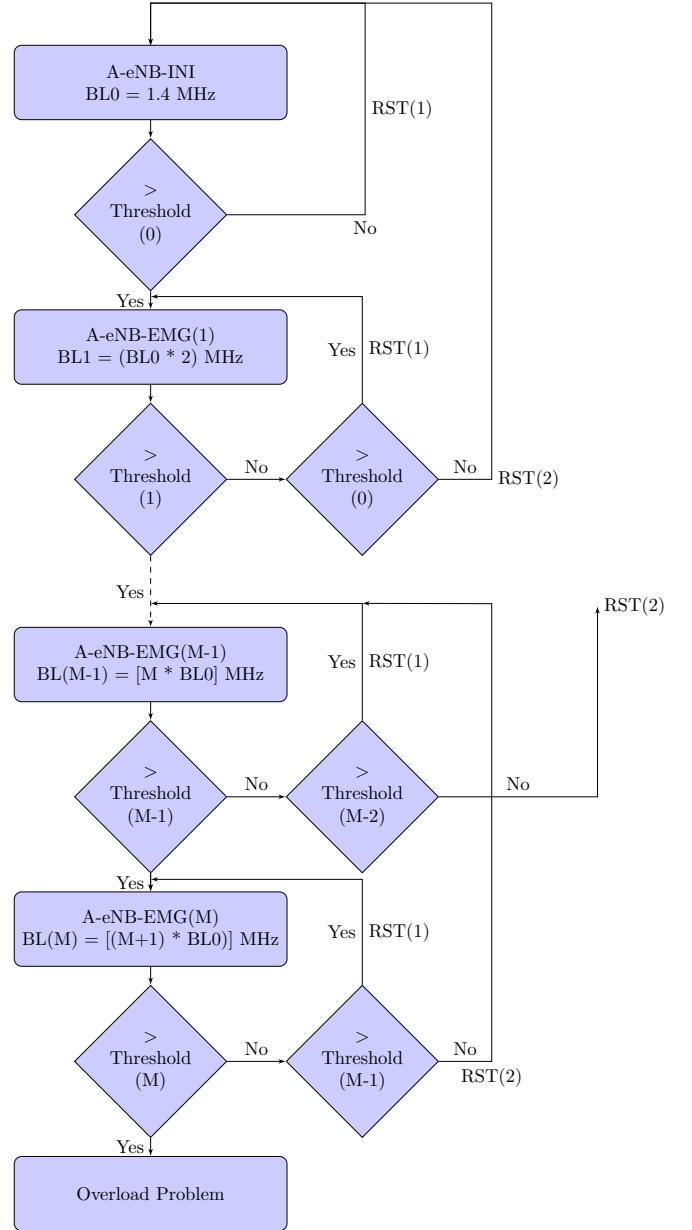 A-eNB-INI
BL0 = 1.4 MHz
RST(1)
>
Threshold
(0)
No
Yes
A-eNB-EMG(1)
BL1 = (BL0 * 2) MHz
Yes
RST(1)
>
Threshold
(1)
No
>
Threshold
(0)
No
RST(2)
Yes
RST(2)
A-eNB-EMG(M-1)
BL(M-1) = [M * BL0] MHz
Yes
RST(1)
>
Threshold
(M-1)
No
>
Threshold
(M-2)
No
Yes
A-eNB-EMG(M)
BL(M) = [(M+1) * BL0)] MHz
Yes
RST(1)
>
Threshold
(M)
No
>
Threshold
(M-1)
No
RST(2)
Yes
Overload Problem